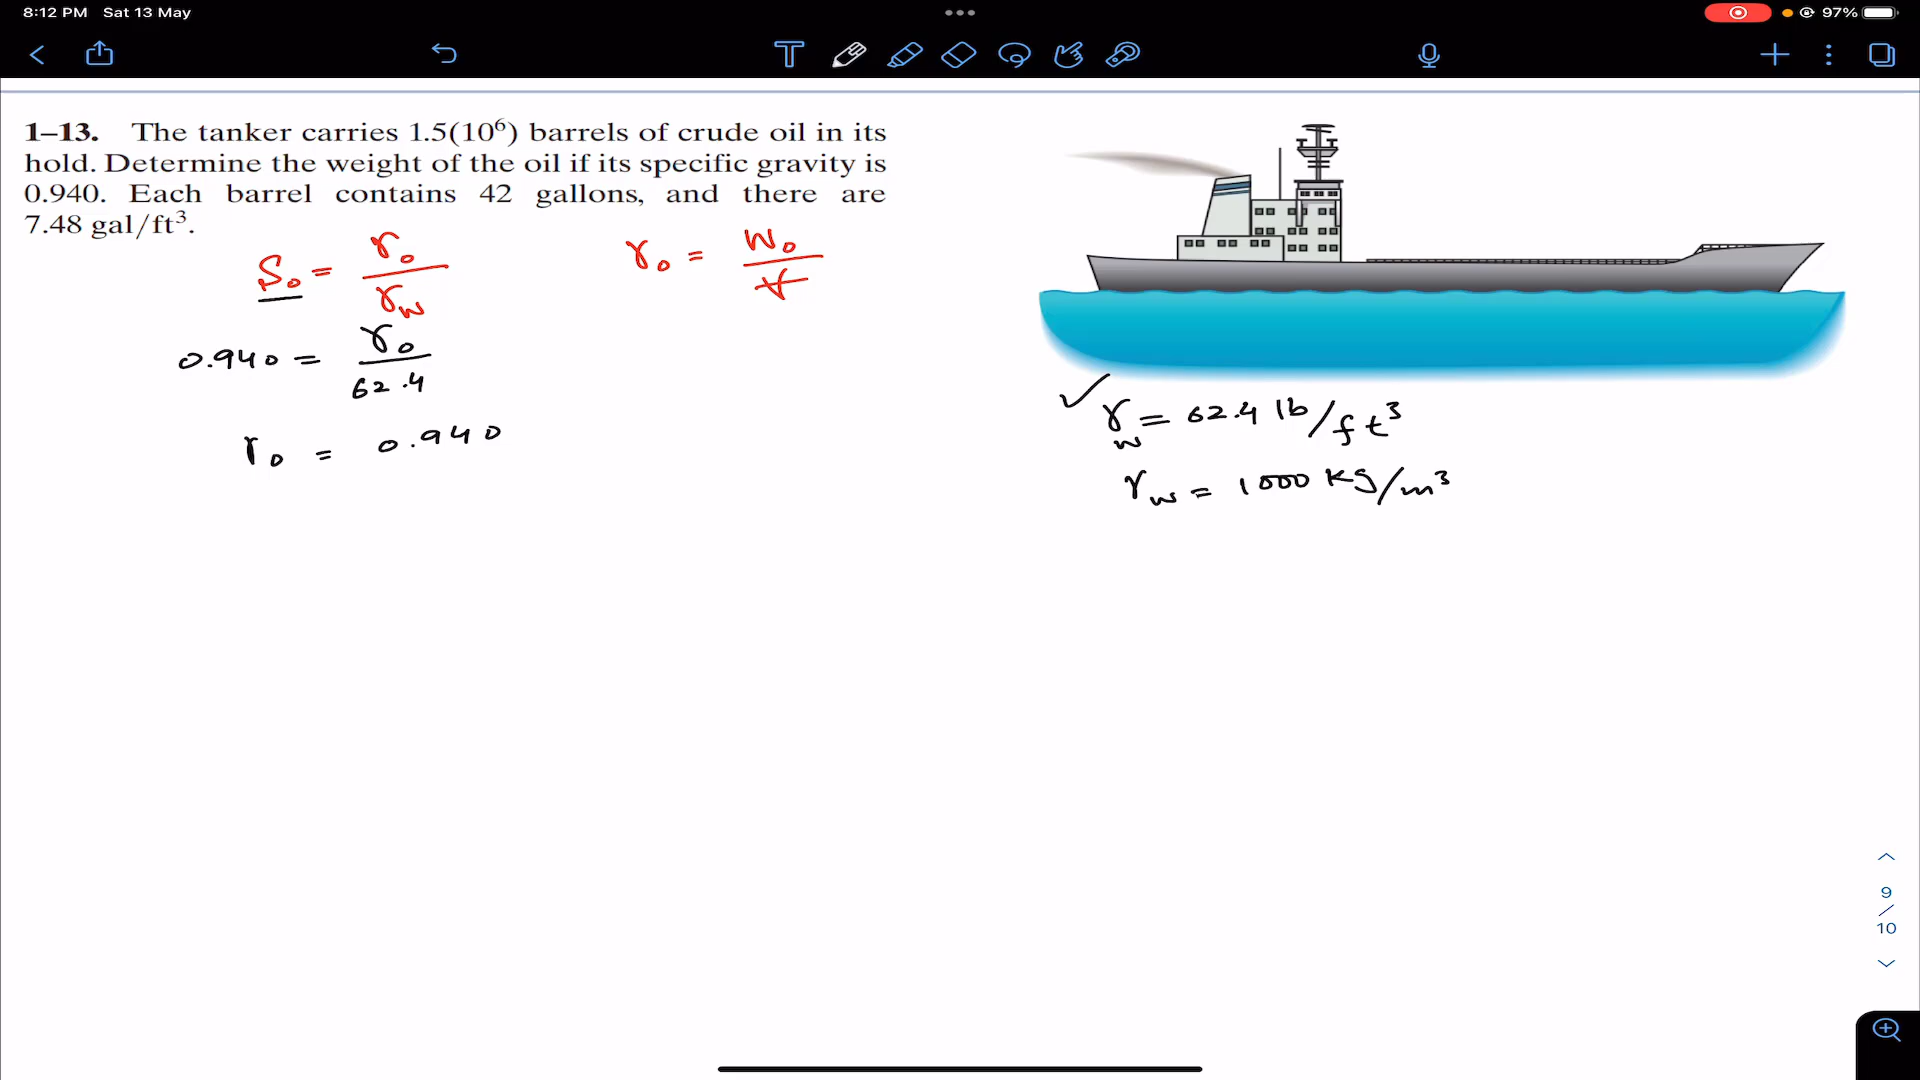 8:12 PM Sat 13 May
97%
1–13. The tanker carries 1.5(10⁶) barrels of crude oil in its
hold. Determine the weight of the oil if its specific gravity is
0.940. Each barrel contains 42 gallons, and there are
7.48 gal/ft³.
S₀ = γ₀/γw
γ₀ = W₀/V
0.940 = γ₀/62.4
γ₀ = 0.940
γw = 62.4 lb/ft³
γw = 1000 kg/m³
9
/
10